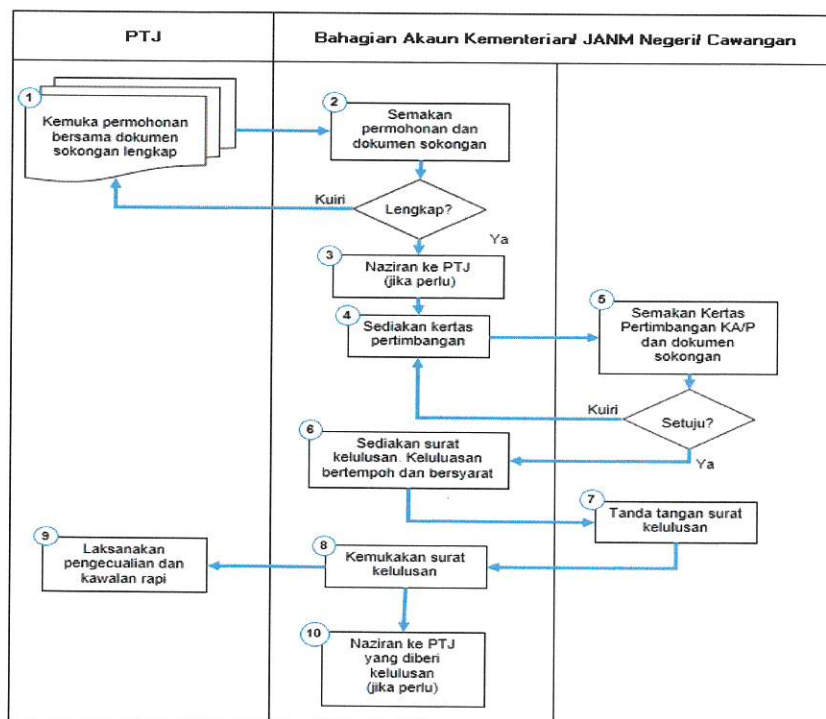 PTJ
Bahagian Akaun Kementerian/ JANM Negeri/ Cawangan
1
Kemuka permohonan
bersama dokumen
sokongan lengkap
2
Semakan
permohonan dan
dokumen sokongan
Kuiri
Lengkap?
Ya
3
Naziran ke PTJ
(jika perlu)
4
Sediakan kertas
pertimbangan
5
Semakan Kertas
Pertimbangan KA/P
dan dokumen
sokongan
Kuiri
Setuju?
Ya
6
Sediakan surat
kelulusan. Keluluasan
bertempoh dan bersyarat
7
Tanda tangan surat
kelulusan
8
Kemukakan surat
kelulusan
9
Laksanakan
pengecualian dan
kawalan rapi
10
Naziran ke PTJ
yang diberi
kelulusan
(jika perlu)